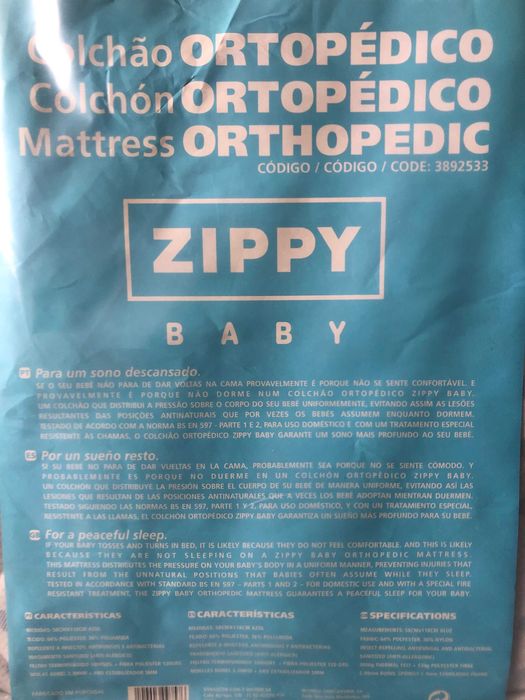 Colchão ORTOPÉDICO
Colchón ORTOPÉDICO
Mattress ORTHOPEDIC
CÓDIGO / CÓDIGO / CODE: 3892533
ZIPPY
BABY
PT Para um sono descansado.
SE O SEU BEBÉ NÃO PARA DE DAR VOLTAS NA CAMA PROVAVELMENTE É PORQUE NÃO SE SENTE CONFORTÁVEL. E
PROVAVELMENTE É PORQUE NÃO DORME NUM COLCHÃO ORTOPÉDICO ZIPPY BABY.
UM COLCHÃO QUE DISTRIBUI A PRESSÃO SOBRE O CORPO DO SEU BEBÉ UNIFORMEMENTE, EVITANDO ASSIM AS LESÕES
RESULTANTES DAS POSIÇÕES ANTINATURAIS QUE POR VEZES OS BEBÉS ASSUMEM ENQUANTO DORMEM.
TESTADO DE ACORDO COM A NORMA BS EN 597 - PARTE 1 E 2, PARA USO DOMÉSTICO E COM UM TRATAMENTO ESPECIAL
RESISTENTE ÀS CHAMAS, O COLCHÃO ORTOPÉDICO ZIPPY BABY GARANTE UM SONO MAIS PROFUNDO AO SEU BEBÉ.
ES Por un sueño resto.
SI SU BEBÉ NO PARA DE DAR VUELTAS EN LA CAMA, PROBABLEMENTE SEA PORQUE NO SE SIENTE CÓMODO. Y
PROBABLEMENTE ES PORQUE NO DUERME EN UN COLCHÓN ORTOPÉDICO ZIPPY BABY.
UN COLCHÓN QUE DISTRIBUYE LA PRESIÓN SOBRE EL CUERPO DE SU BEBÉ DE MANERA UNIFORME, EVITANDO ASÍ LAS
LESIONES QUE RESULTAN DE LAS POSICIONES ANTINATURALES QUE A VECES LOS BEBÉS ADOPTAN MIENTRAN DUERMEN.
TESTADO SIGUIENDO LAS NORMAS BS EN 597, PARTE 1 Y 2, PARA USO DOMÓSTICO, Y CON UN TRATAMIENTO ESPECIAL,
RESISTENTE A LAS LLAMAS, EL COLCHÓN ORTOPÉDICO ZIPPY BABY GARANTIZA UN SUEÑO MAS PROFUNDO PARA SU BEBÉ.
GB For a peaceful sleep.
IF YOUR BABY TOSSES AND TURNS IN BED, IT IS LIKELY BECAUSE THEY DO NOT FEEL COMFORTABLE. AND THIS IS LIKELY
BECAUSE THEY ARE NOT SLEEPING ON A ZIPPY BABY ORTHOPEDIC MATTRESS.
THIS MATTRESS DISTRIBUTES THE PRESSURE ON YOUR BABY'S BODY IN A UNIFORM MANNER, PREVENTING INJURIES THAT
RESULT FROM THE UNNATURAL POSITIONS THAT BABIES OFTEN ASSUME WHILE THEY SLEEP.
TESTED IN ACCORDANCE WITH STANDARD BS EN 597 - PARTS 1 AND 2 - FOR DOMESTIC USE AND WITH A SPECIAL FIRE
RESISTANT TREATMENT, THE ZIPPY BABY ORTHOPEDIC MATTRESS GUARANTEES A PEACEFUL SLEEP FOR YOUR BABY.
PT CARACTERÍSTICAS
ES CARACTERÍSTICAS
GB SPECIFICATIONS
FABRICADO EM PORTUGAL